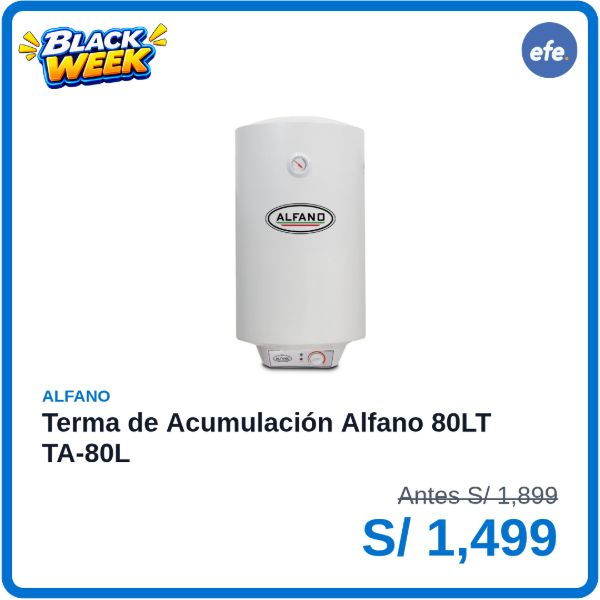 BLACK
WEEK
efe.
ALFANO
ALFANO
Terma de Acumulación Alfano 80LT
TA-80L
Antes S/ 1,899
S/ 1,499